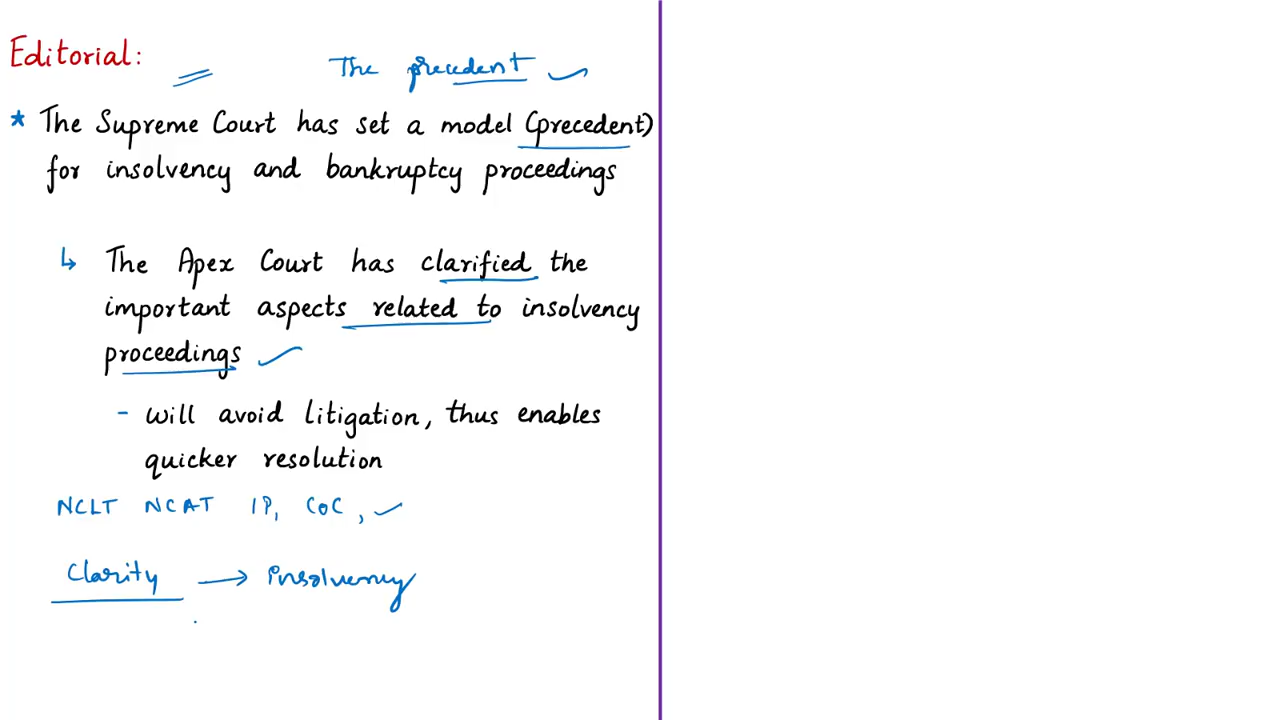 Editorial:
The precedent
* The Supreme Court has set a model (precedent)
for insolvency and bankruptcy proceedings
↳ The Apex Court has clarified the
important aspects related to insolvency
proceedings
- will avoid litigation, thus enables
quicker resolution
NCLT NCAT IP, CoC,
Clarity → insolvency